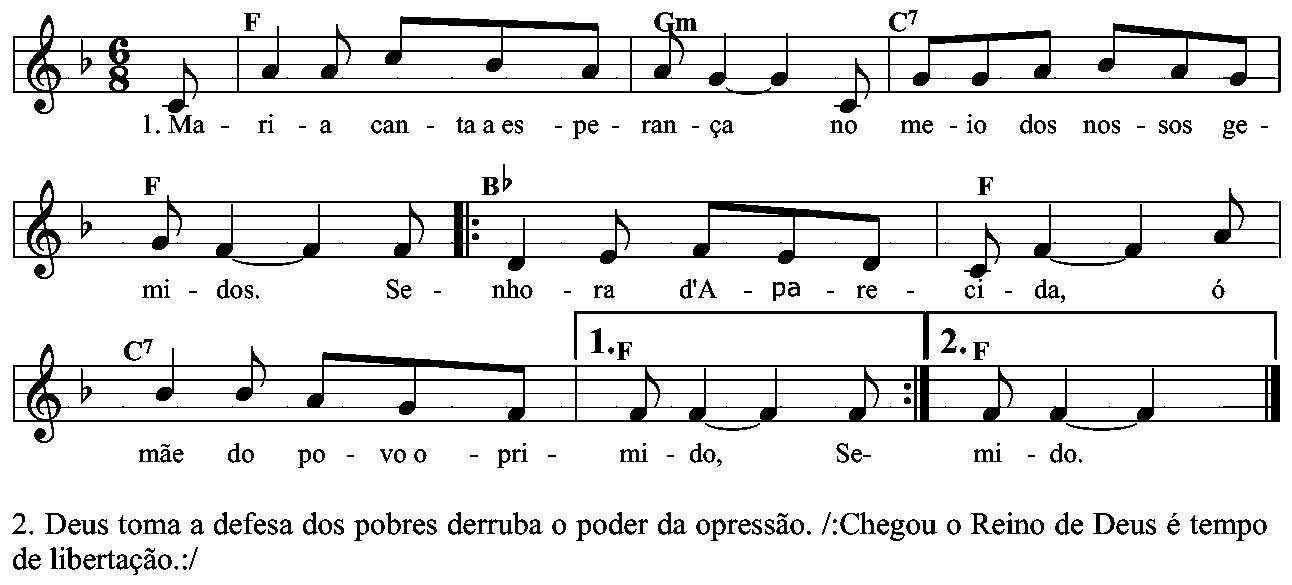 F Gm C7
6
8
1. Ma - ri - a can - ta a es - pe - ran - ça no me - io dos nos - sos ge -
F B♭ F
mi - dos. Se - nho - ra d'A - pa - re - ci - da, ó
C7 1. F 2. F
mãe do po - vo o - pri - mi - do, Se- mi - do.
2. Deus toma a defesa dos pobres derruba o poder da opressão. /:Chegou o Reino de Deus é tempo
de libertação.:/